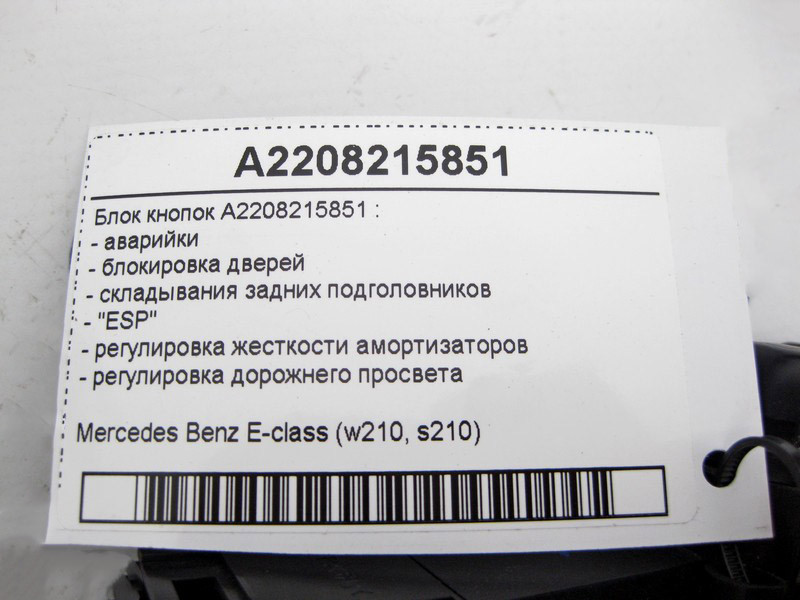 A2208215851
Блок кнопок A2208215851 :
- аварийки
- блокировка дверей
- складывания задних подголовников
- "ESP"
- регулировка жесткости амортизаторов
- регулировка дорожнего просвета
Mercedes Benz E-class (w210, s210)